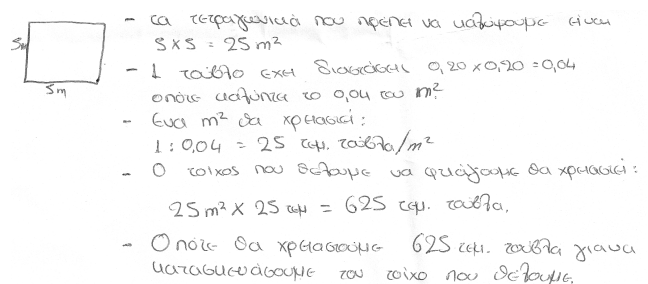 - τα τετραγωνικά που πρέπει να καλύψουμε είναι
5m
5 x 5 = 25 m²
- 1 τούβλο έχει διαστάσεις 0,20 x 0,20 = 0,04
5m
οπότε καλύπτει το 0,04 του m².
- Ένα m² θα χρειαστεί:
1 : 0,04 = 25 τεμ. τούβλα/m²
- Ο τοίχος που θέλουμε να φτιάξουμε θα χρειαστεί:
25m² x 25 τεμ = 625 τεμ. τούβλα.
- Οπότε θα χρειαστούμε 625 τεμ. τούβλα για να
κατασκευάσουμε τον τοίχο που θέλουμε.